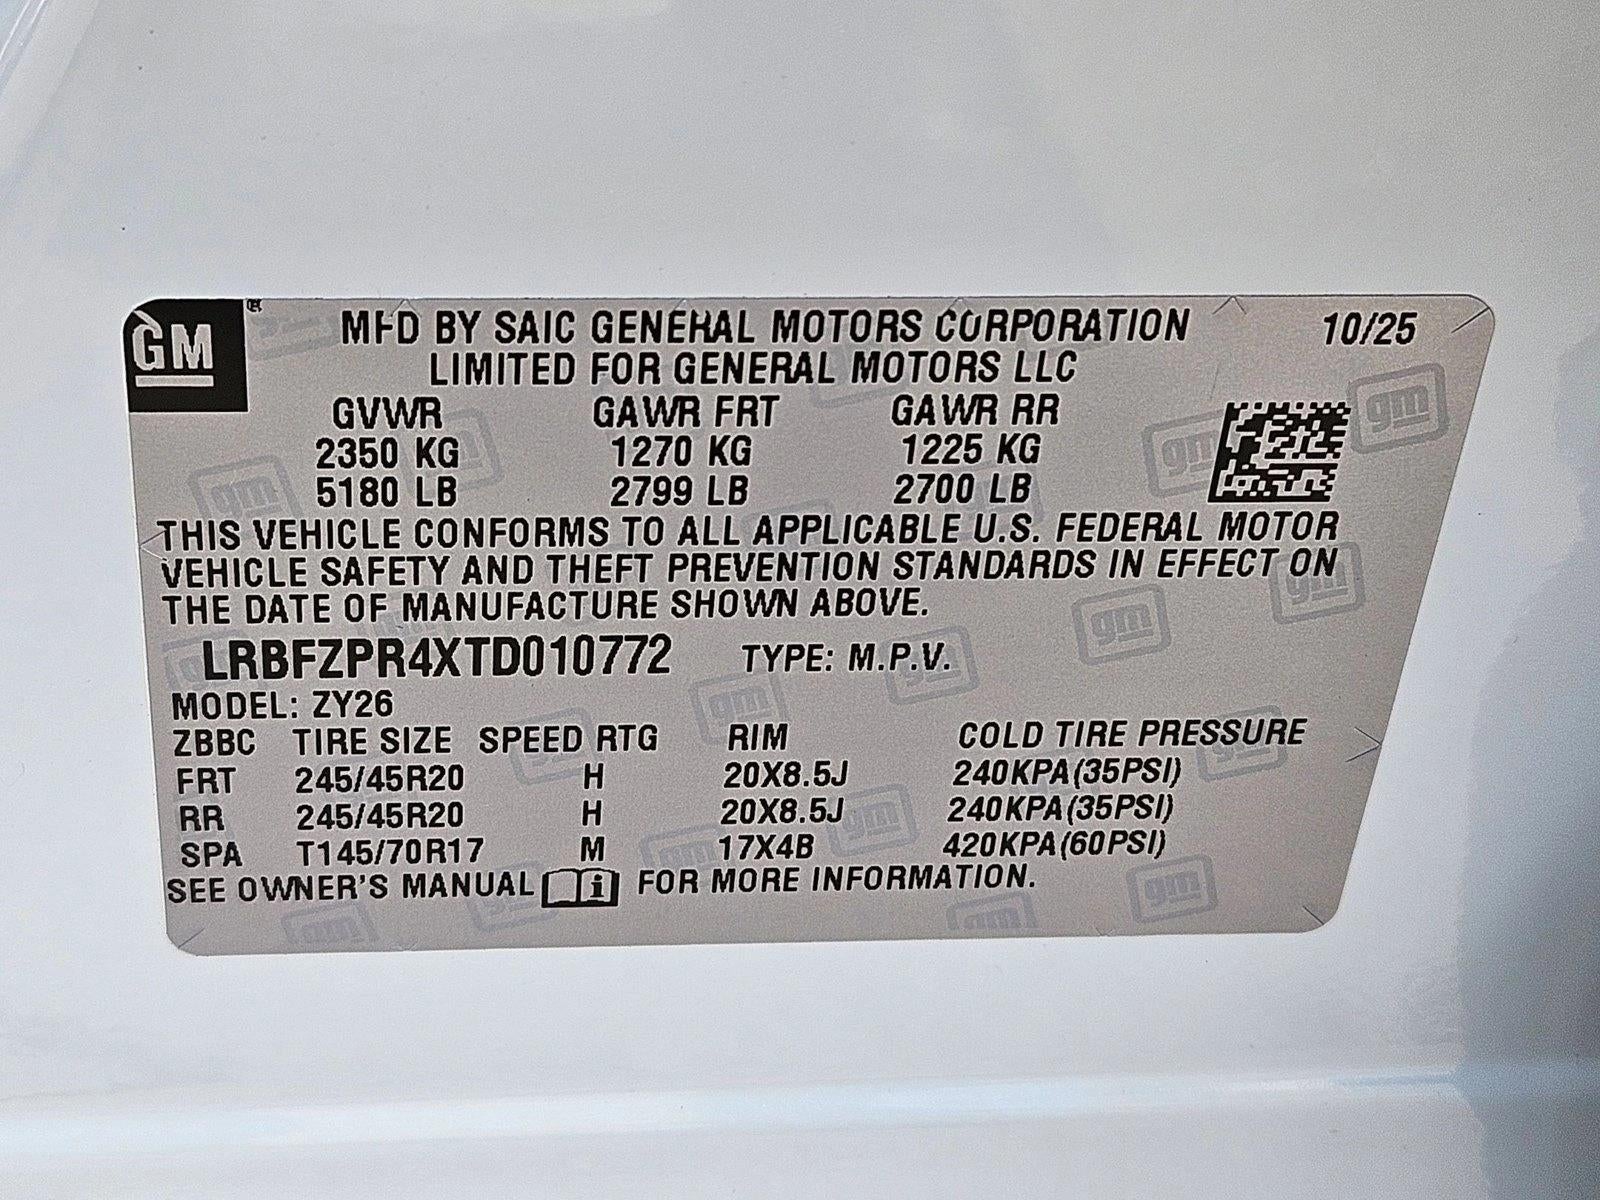 GM
MFD BY SAIC GENERAL MOTORS CORPORATION 10/25
LIMITED FOR GENERAL MOTORS LLC
GVWR GAWR FRT GAWR RR
2350 KG 1270 KG 1225 KG
5180 LB 2799 LB 2700 LB
THIS VEHICLE CONFORMS TO ALL APPLICABLE U.S. FEDERAL MOTOR
VEHICLE SAFETY AND THEFT PREVENTION STANDARDS IN EFFECT ON
THE DATE OF MANUFACTURE SHOWN ABOVE.
LRBFZPR4XTD010772 TYPE: M.P.V.
MODEL: ZY26
ZBBC TIRE SIZE SPEED RTG RIM COLD TIRE PRESSURE
FRT 245/45R20 H 20X8.5J 240KPA(35PSI)
RR 245/45R20 H 20X8.5J 240KPA(35PSI)
SPA T145/70R17 M 17X4B 420KPA(60PSI)
SEE OWNER'S MANUAL i FOR MORE INFORMATION.